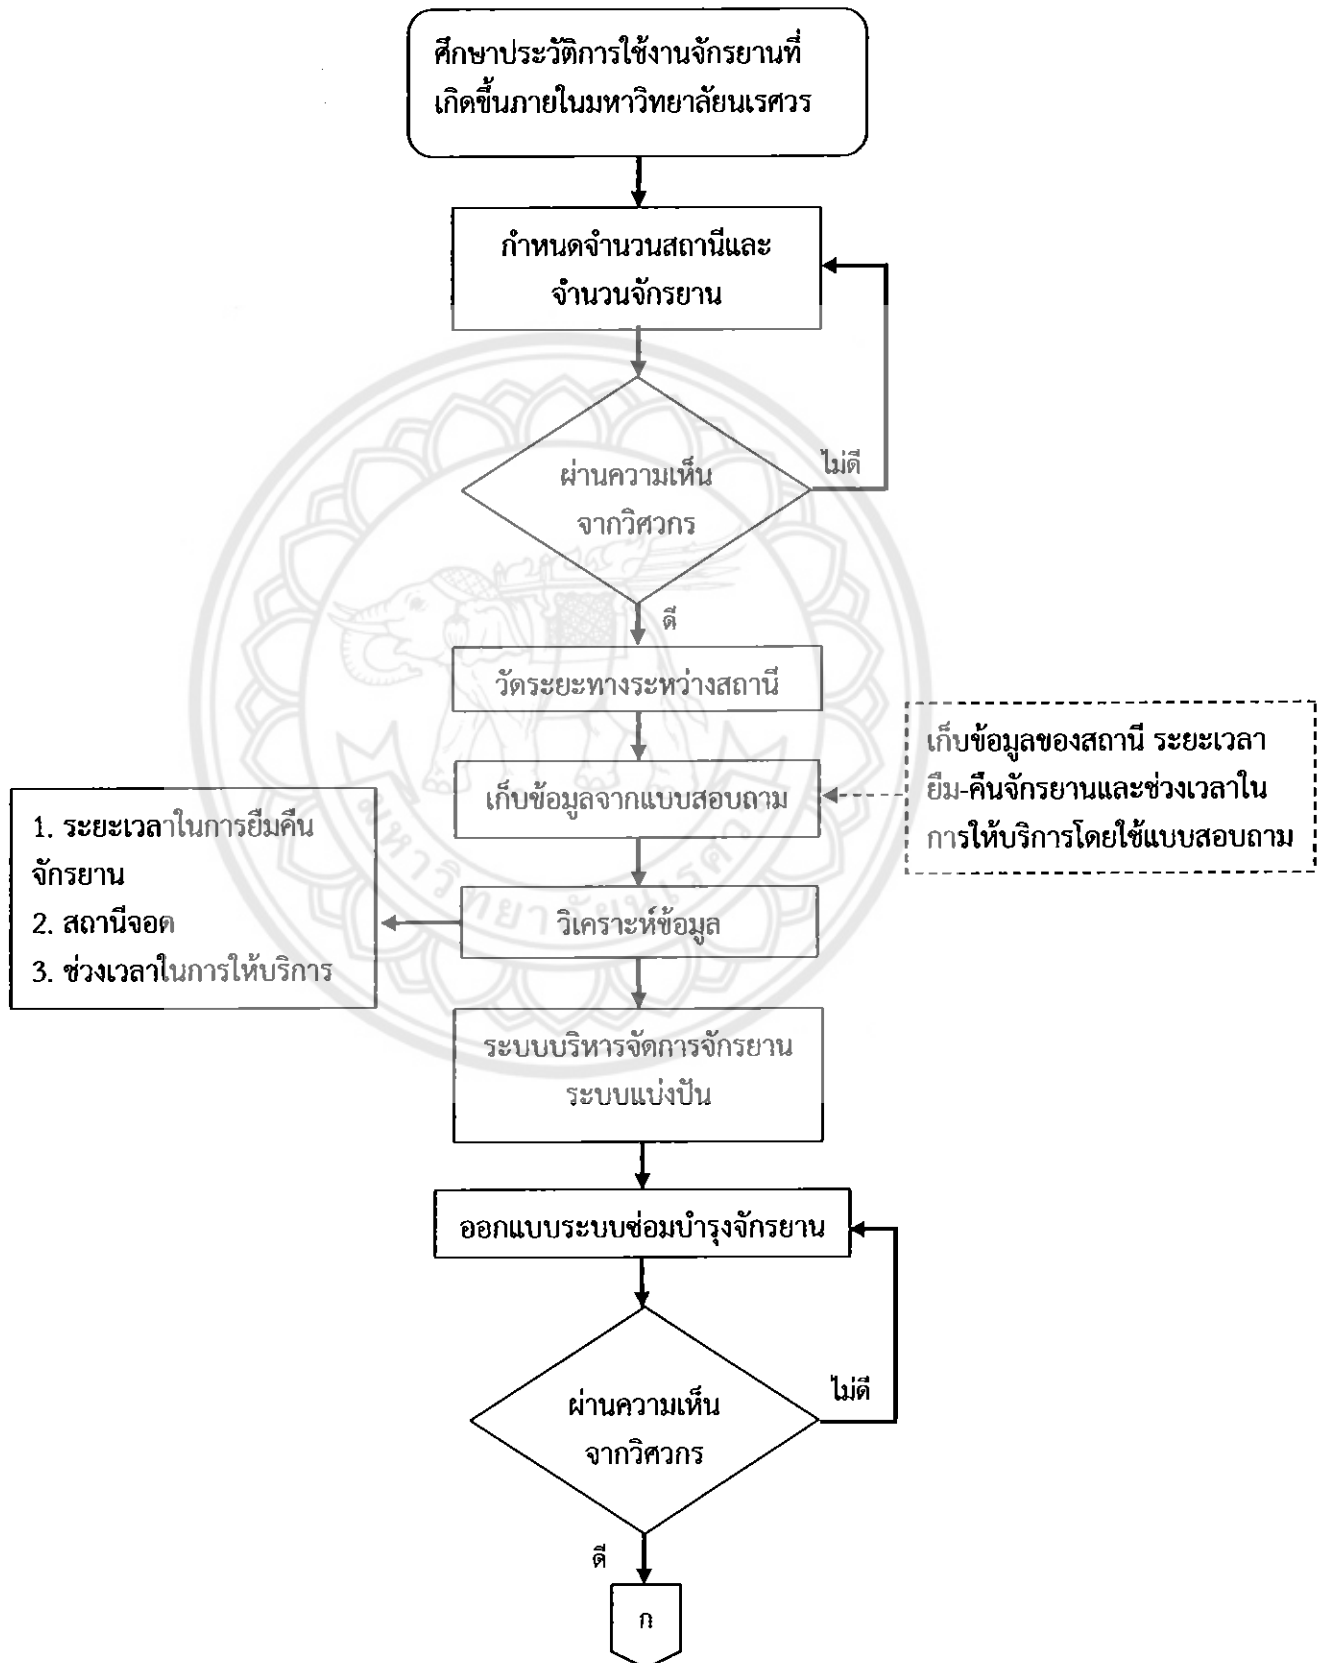 ศึกษาประวัติการใช้งานจักรยานที่
เกิดขึ้นภายในมหาวิทยาลัยนเรศวร
กำหนดจำนวนสถานีและ
จำนวนจักรยาน
ผ่านความเห็น
จากวิศวกร
ไม่ดี
ดี
วัดระยะทางระหว่างสถานี
เก็บข้อมูลจากแบบสอบถาม
เก็บข้อมูลของสถานี ระยะเวลา
ยืม-คืนจักรยานและช่วงเวลาใน
การให้บริการโดยใช้แบบสอบถาม
วิเคราะห์ข้อมูล
1. ระยะเวลาในการยืมคืน
จักรยาน
2. สถานีจอด
3. ช่วงเวลาในการให้บริการ
มหาวิทยาลัยนเรศวร
ระบบบริหารจัดการจักรยาน
ระบบแบ่งปัน
ออกแบบระบบซ่อมบำรุงจักรยาน
ผ่านความเห็น
จากวิศวกร
ไม่ดี
ดี
ก